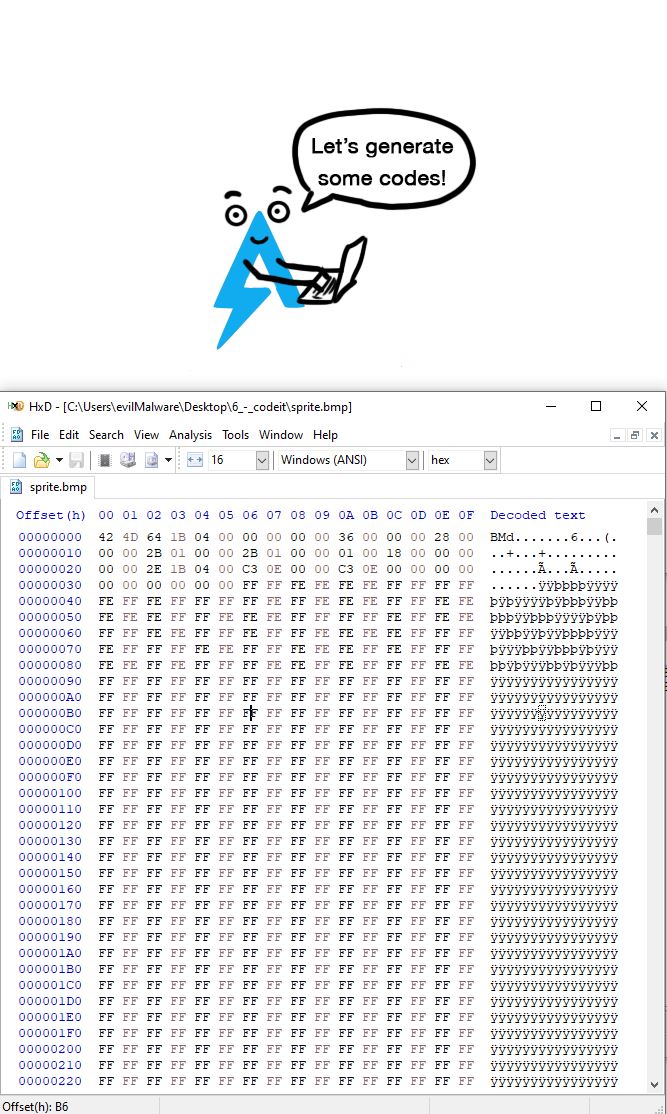 Let's generate
some codes!
HxD - [C:\Users\evilMalware\Desktop\6_-_codeit\sprite.bmp]
File Edit Search View Analysis Tools Window Help
16 Windows (ANSI) hex
sprite.bmp
Offset(h) 00 01 02 03 04 05 06 07 08 09 0A 0B 0C 0D 0E 0F Decoded text
00000000 42 4D 64 1B 04 00 00 00 00 00 36 00 00 00 28 00 BMd.......6...(.
00000010 00 00 2B 01 00 00 2B 01 00 00 01 00 18 00 00 00 ..+...+.........
00000020 00 00 2E 1B 04 00 C3 0E 00 00 C3 0E 00 00 00 00 ......Ã...Ã.....
00000030 00 00 00 00 00 00 FF FF FE FE FE FE FF FF FF FF ......ÿÿþþþþÿÿÿÿ
00000040 FE FF FE FF FF FF FF FE FF FE FE FE FF FF FE FE þÿþÿÿÿÿþÿþþþÿÿþþ
00000050 FE FE FE FF FF FE FE FE FF FF FF FF FE FF FE FE þþþÿÿþþþÿÿÿÿþÿþþ
00000060 FF FF FE FE FF FF FE FF FF FE FE FE FE FF FF FF ÿÿþþÿÿþÿÿþþþþÿÿÿ
00000070 FE FF FF FF FE FE FF FF FE FE FE FF FE FF FF FF þÿÿÿþþÿÿþþþÿþÿÿÿ
00000080 FE FE FF FE FF FF FF FE FE FF FE FF FF FF FE FE þþÿþÿÿÿþþÿþÿÿÿþþ
00000090 FF FF FF FF FF FF FF FF FF FF FF FF FF FF FF FF ÿÿÿÿÿÿÿÿÿÿÿÿÿÿÿÿ
000000A0 FF FF FF FF FF FF FF FF FF FF FF FF FF FF FF FF ÿÿÿÿÿÿÿÿÿÿÿÿÿÿÿÿ
000000B0 FF FF FF FF FF FF FF FF FF FF FF FF FF FF FF FF ÿÿÿÿÿÿÿÿÿÿÿÿÿÿÿÿ
000000C0 FF FF FF FF FF FF FF FF FF FF FF FF FF FF FF FF ÿÿÿÿÿÿÿÿÿÿÿÿÿÿÿÿ
000000D0 FF FF FF FF FF FF FF FF FF FF FF FF FF FF FF FF ÿÿÿÿÿÿÿÿÿÿÿÿÿÿÿÿ
000000E0 FF FF FF FF FF FF FF FF FF FF FF FF FF FF FF FF ÿÿÿÿÿÿÿÿÿÿÿÿÿÿÿÿ
000000F0 FF FF FF FF FF FF FF FF FF FF FF FF FF FF FF FF ÿÿÿÿÿÿÿÿÿÿÿÿÿÿÿÿ
00000100 FF FF FF FF FF FF FF FF FF FF FF FF FF FF FF FF ÿÿÿÿÿÿÿÿÿÿÿÿÿÿÿÿ
00000110 FF FF FF FF FF FF FF FF FF FF FF FF FF FF FF FF ÿÿÿÿÿÿÿÿÿÿÿÿÿÿÿÿ
00000120 FF FF FF FF FF FF FF FF FF FF FF FF FF FF FF FF ÿÿÿÿÿÿÿÿÿÿÿÿÿÿÿÿ
00000130 FF FF FF FF FF FF FF FF FF FF FF FF FF FF FF FF ÿÿÿÿÿÿÿÿÿÿÿÿÿÿÿÿ
00000140 FF FF FF FF FF FF FF FF FF FF FF FF FF FF FF FF ÿÿÿÿÿÿÿÿÿÿÿÿÿÿÿÿ
00000150 FF FF FF FF FF FF FF FF FF FF FF FF FF FF FF FF ÿÿÿÿÿÿÿÿÿÿÿÿÿÿÿÿ
00000160 FF FF FF FF FF FF FF FF FF FF FF FF FF FF FF FF ÿÿÿÿÿÿÿÿÿÿÿÿÿÿÿÿ
00000170 FF FF FF FF FF FF FF FF FF FF FF FF FF FF FF FF ÿÿÿÿÿÿÿÿÿÿÿÿÿÿÿÿ
00000180 FF FF FF FF FF FF FF FF FF FF FF FF FF FF FF FF ÿÿÿÿÿÿÿÿÿÿÿÿÿÿÿÿ
00000190 FF FF FF FF FF FF FF FF FF FF FF FF FF FF FF FF ÿÿÿÿÿÿÿÿÿÿÿÿÿÿÿÿ
000001A0 FF FF FF FF FF FF FF FF FF FF FF FF FF FF FF FF ÿÿÿÿÿÿÿÿÿÿÿÿÿÿÿÿ
000001B0 FF FF FF FF FF FF FF FF FF FF FF FF FF FF FF FF ÿÿÿÿÿÿÿÿÿÿÿÿÿÿÿÿ
000001C0 FF FF FF FF FF FF FF FF FF FF FF FF FF FF FF FF ÿÿÿÿÿÿÿÿÿÿÿÿÿÿÿÿ
000001D0 FF FF FF FF FF FF FF FF FF FF FF FF FF FF FF FF ÿÿÿÿÿÿÿÿÿÿÿÿÿÿÿÿ
000001E0 FF FF FF FF FF FF FF FF FF FF FF FF FF FF FF FF ÿÿÿÿÿÿÿÿÿÿÿÿÿÿÿÿ
000001F0 FF FF FF FF FF FF FF FF FF FF FF FF FF FF FF FF ÿÿÿÿÿÿÿÿÿÿÿÿÿÿÿÿ
00000200 FF FF FF FF FF FF FF FF FF FF FF FF FF FF FF FF ÿÿÿÿÿÿÿÿÿÿÿÿÿÿÿÿ
00000210 FF FF FF FF FF FF FF FF FF FF FF FF FF FF FF FF ÿÿÿÿÿÿÿÿÿÿÿÿÿÿÿÿ
00000220 FF FF FF FF FF FF FF FF FF FF FF FF FF FF FF FF ÿÿÿÿÿÿÿÿÿÿÿÿÿÿÿÿ
Offset(h): B6